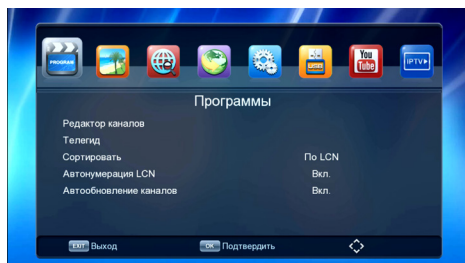 PROGRAM
USB
You
Tube
IPTV
Программы
Редактор каналов
Телегид
Сортировать По LCN
Автонумерация LCN Вкл.
Автообновление каналов Вкл.
EXIT Выход OK Подтвердить